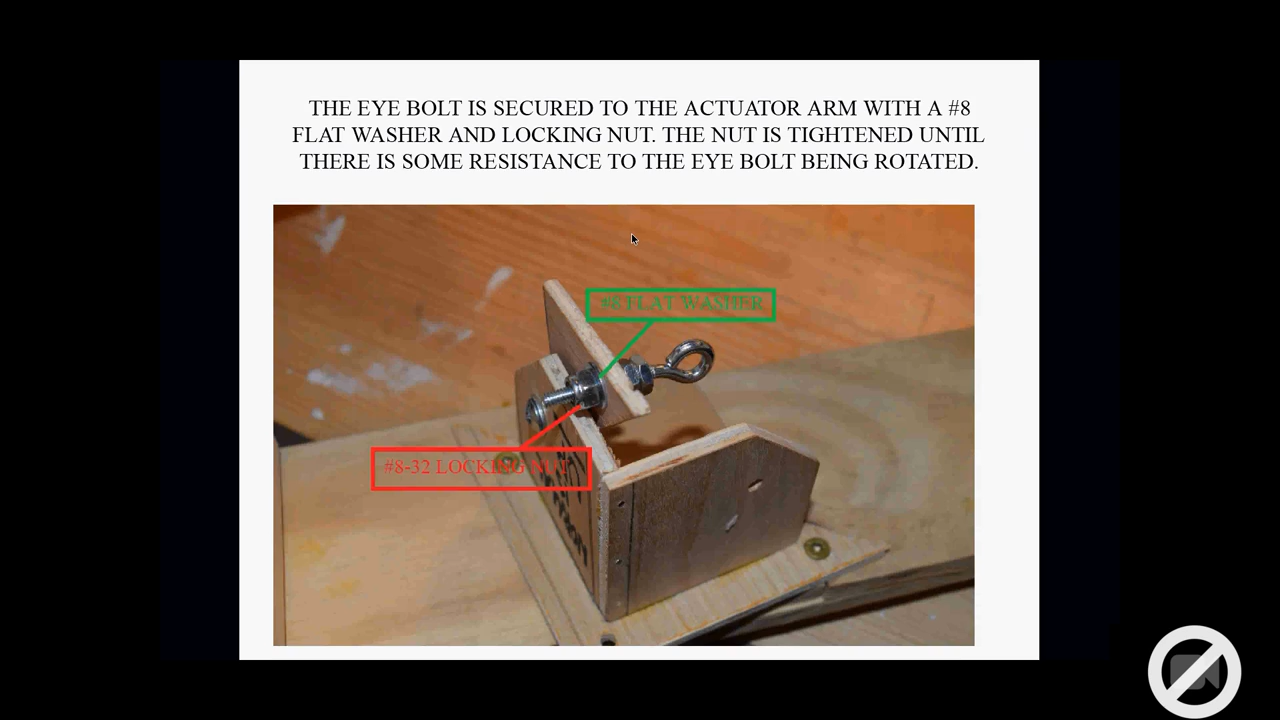 THE EYE BOLT IS SECURED TO THE ACTUATOR ARM WITH A #8
FLAT WASHER AND LOCKING NUT. THE NUT IS TIGHTENED UNTIL
THERE IS SOME RESISTANCE TO THE EYE BOLT BEING ROTATED.
#8 FLAT WASHER
#8-32 LOCKING NUT